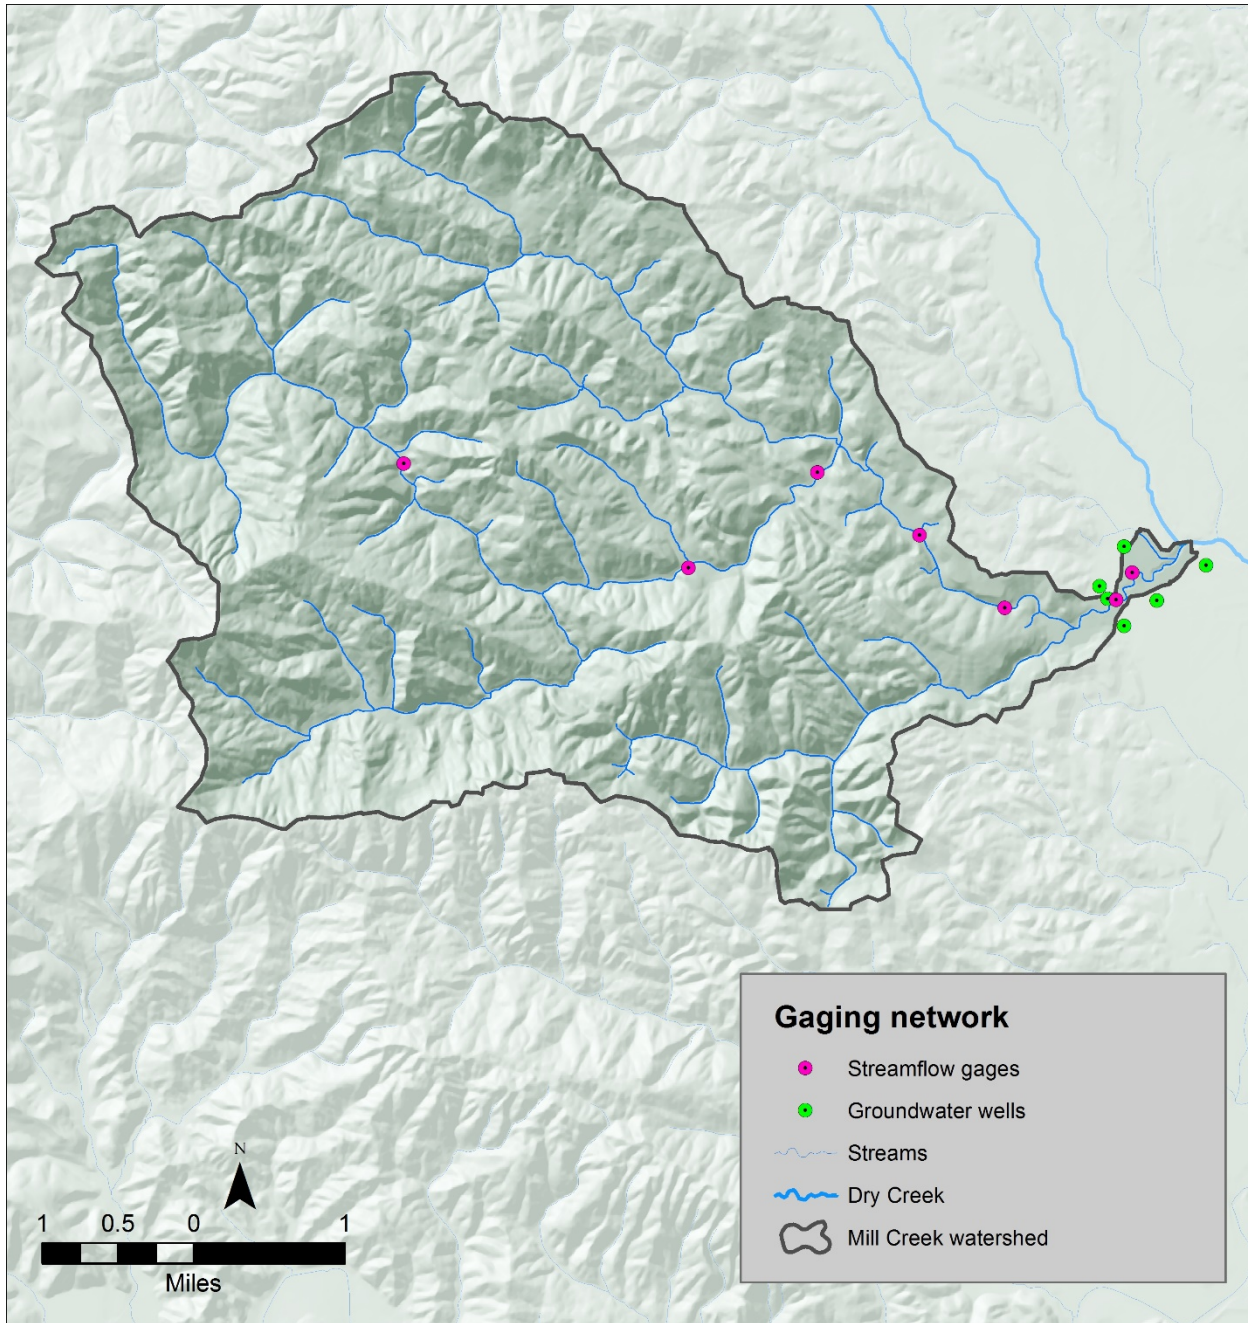 Gaging network
Streamflow gages
Groundwater wells
Streams
Dry Creek
Mill Creek watershed
N
1 0.5 0 1
Miles